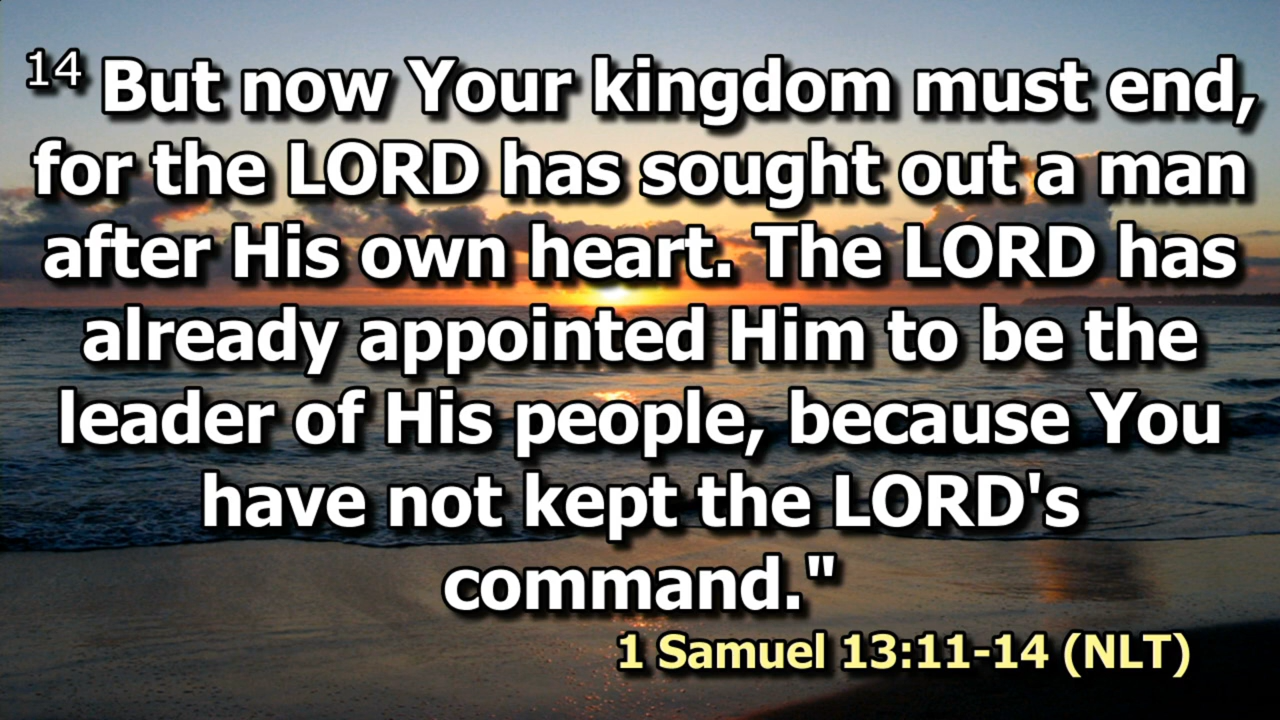 14 But now Your kingdom must end,
for the LORD has sought out a man
after His own heart. The LORD has
already appointed Him to be the
leader of His people, because You
have not kept the LORD's
command."
1 Samuel 13:11-14 (NLT)